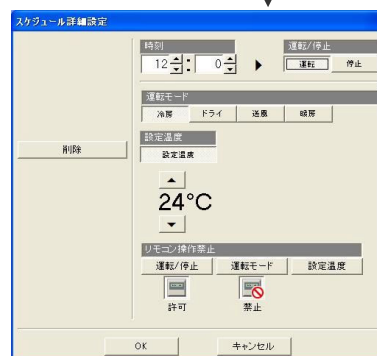 スケジュール詳細設定
時刻 運転/停止
12 : 0 ▶ 運転 停止
運転モード
冷房 ドライ 送風 暖房
削除
設定温度
設定温度
▲
24°C
▼
リモコン操作禁止
運転/停止 運転モード 設定温度
許可 禁止
OK キャンセル